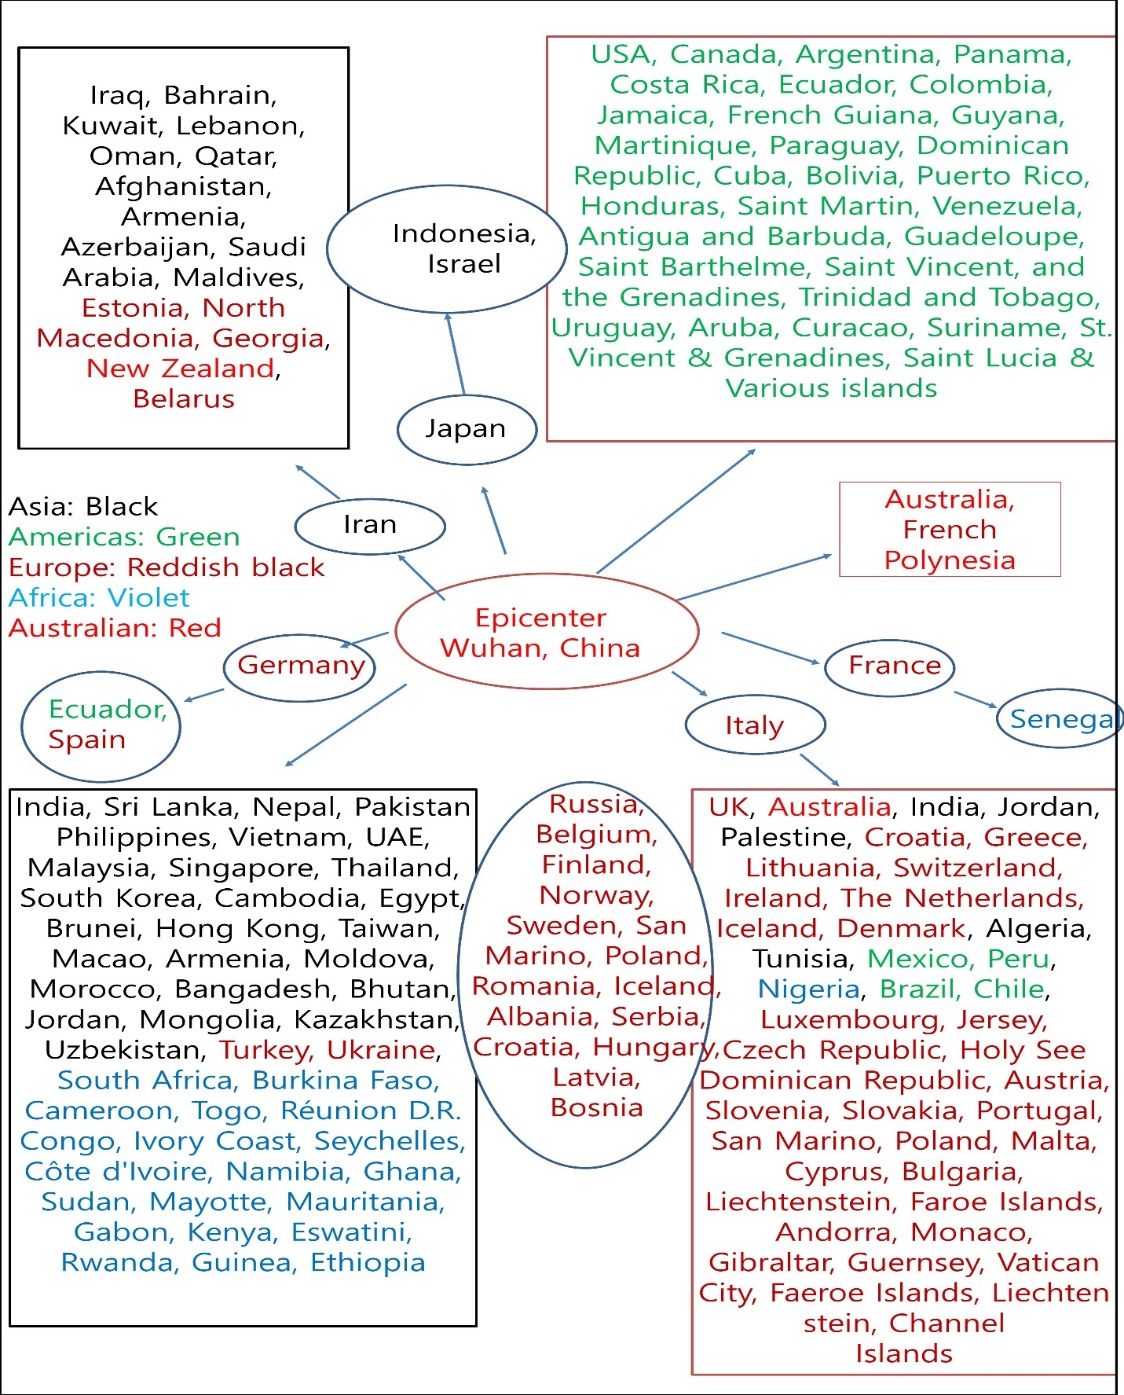 Iraq, Bahrain,
Kuwait, Lebanon,
Oman, Qatar,
Afghanistan,
Armenia,
Azerbaijan, Saudi
Arabia, Maldives,
Estonia, North
Macedonia, Georgia,
New Zealand,
Belarus
Indonesia,
Israel
USA, Canada, Argentina, Panama,
Costa Rica, Ecuador, Colombia,
Jamaica, French Guiana, Guyana,
Martinique, Paraguay, Dominican
Republic, Cuba, Bolivia, Puerto Rico,
Honduras, Saint Martin, Venezuela,
Antigua and Barbuda, Guadeloupe,
Saint Barthelme, Saint Vincent, and
the Grenadines, Trinidad and Tobago,
Uruguay, Aruba, Curacao, Suriname, St.
Vincent & Grenadines, Saint Lucia &
Various islands
Japan
Iran
Asia: Black
Americas: Green
Europe: Reddish black
Africa: Violet
Australian: Red
Australia,
French
Polynesia
Epicenter
Wuhan, China
Germany
Ecuador,
Spain
France
Senegal
Italy
India, Sri Lanka, Nepal, Pakistan
Philippines, Vietnam, UAE,
Malaysia, Singapore, Thailand,
South Korea, Cambodia, Egypt,
Brunei, Hong Kong, Taiwan,
Macao, Armenia, Moldova,
Morocco, Bangadesh, Bhutan,
Jordan, Mongolia, Kazakhstan,
Uzbekistan, Turkey, Ukraine,
South Africa, Burkina Faso,
Cameroon, Togo, Réunion D.R.
Congo, Ivory Coast, Seychelles,
Côte d'Ivoire, Namibia, Ghana,
Sudan, Mayotte, Mauritania,
Gabon, Kenya, Eswatini,
Rwanda, Guinea, Ethiopia
Russia,
Belgium,
Finland,
Norway,
Sweden, San
Marino, Poland,
Romania, Iceland,
Albania, Serbia,
Croatia, Hungary,
Latvia,
Bosnia
UK, Australia, India, Jordan,
Palestine, Croatia, Greece,
Lithuania, Switzerland,
Ireland, The Netherlands,
Iceland, Denmark, Algeria,
Tunisia, Mexico, Peru,
Nigeria, Brazil, Chile,
Luxembourg, Jersey,
Czech Republic, Holy See
Dominican Republic, Austria,
Slovenia, Slovakia, Portugal,
San Marino, Poland, Malta,
Cyprus, Bulgaria,
Liechtenstein, Faroe Islands,
Andorra, Monaco,
Gibraltar, Guernsey, Vatican
City, Faeroe Islands, Liechten
stein, Channel
Islands